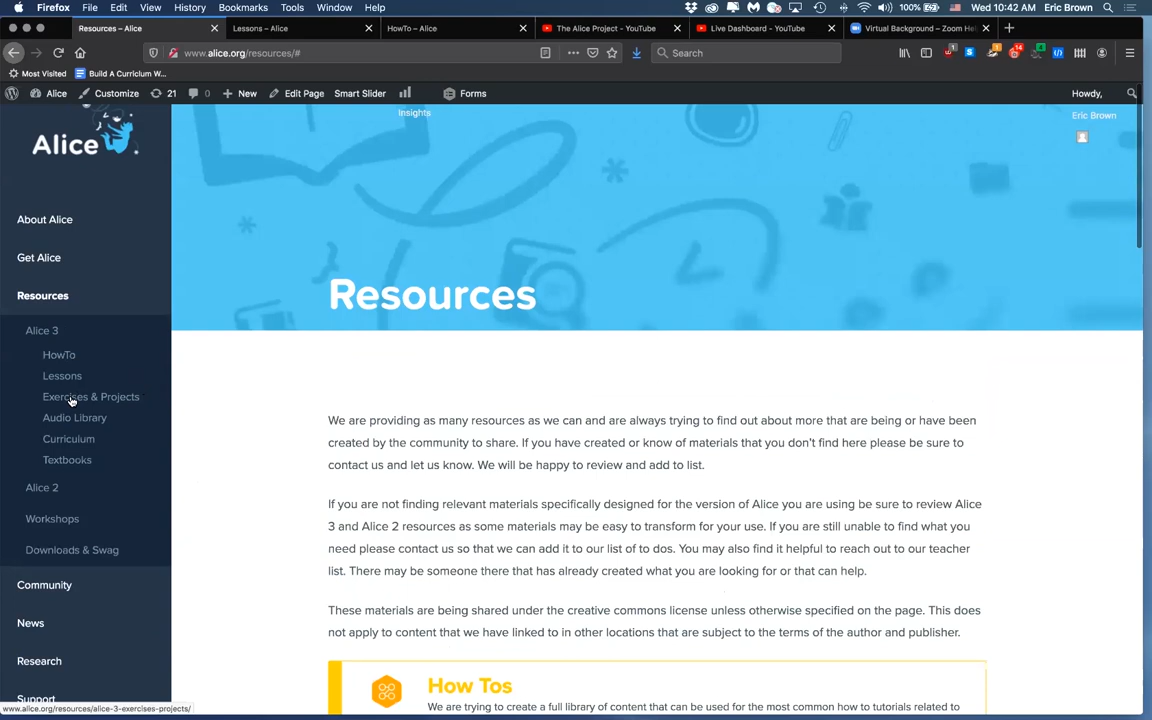 Firefox File Edit View History Bookmarks Tools Window Help 100% Wed 10:42 AM Eric Brown
Resources – Alice Lessons – Alice HowTo – Alice The Alice Project - YouTube Live Dashboard - YouTube Virtual Background – Zoom He
www.alice.org/resources/# Search
Most Visited Build A Curriclum W...
Alice Customize 21 0 New Edit Page Smart Slider Forms Howdy,
Insights Eric Brown
Alice
About Alice
Get Alice
Resources
Alice 3
HowTo
Lessons
Exercises & Projects
Audio Library
Curriculum
Textbooks
Alice 2
Workshops
Downloads & Swag
Community
News
Research
Support
www.alice.org/resources/alice-3-exercises-projects/
Resources
We are providing as many resources as we can and are always trying to find out about more that are being or have been
created by the community to share. If you have created or know of materials that you don't find here please be sure to
contact us and let us know. We will be happy to review and add to list.
If you are not finding relevant materials specifically designed for the version of Alice you are using be sure to review Alice
3 and Alice 2 resources as some materials may be easy to transform for your use. If you are still unable to find what you
need please contact us so that we can add it to our list of to dos. You may also find it helpful to reach out to our teacher
list. There may be someone there that has already created what you are looking for or that can help.
These materials are being shared under the creative commons license unless otherwise specified on the page. This does
not apply to content that we have linked to in other locations that are subject to the terms of the author and publisher.
How Tos
We are trying to create a full library of content that can be used for the most common how to tutorials related to